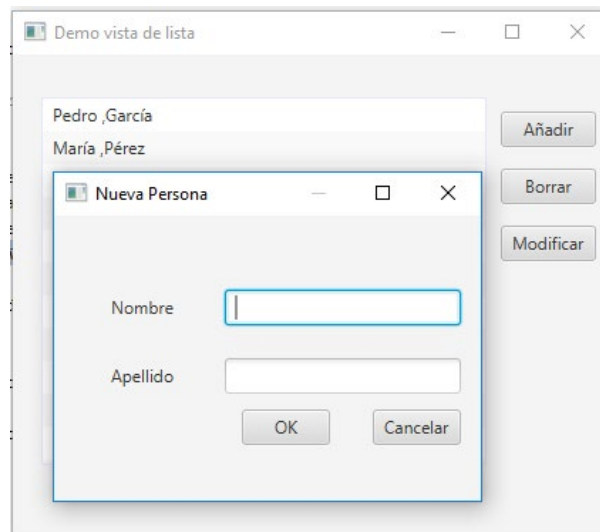 Demo vista de lista
Pedro ,García
María ,Pérez
Añadir
Borrar
Modificar
Nueva Persona
Nombre
Apellido
OK
Cancelar